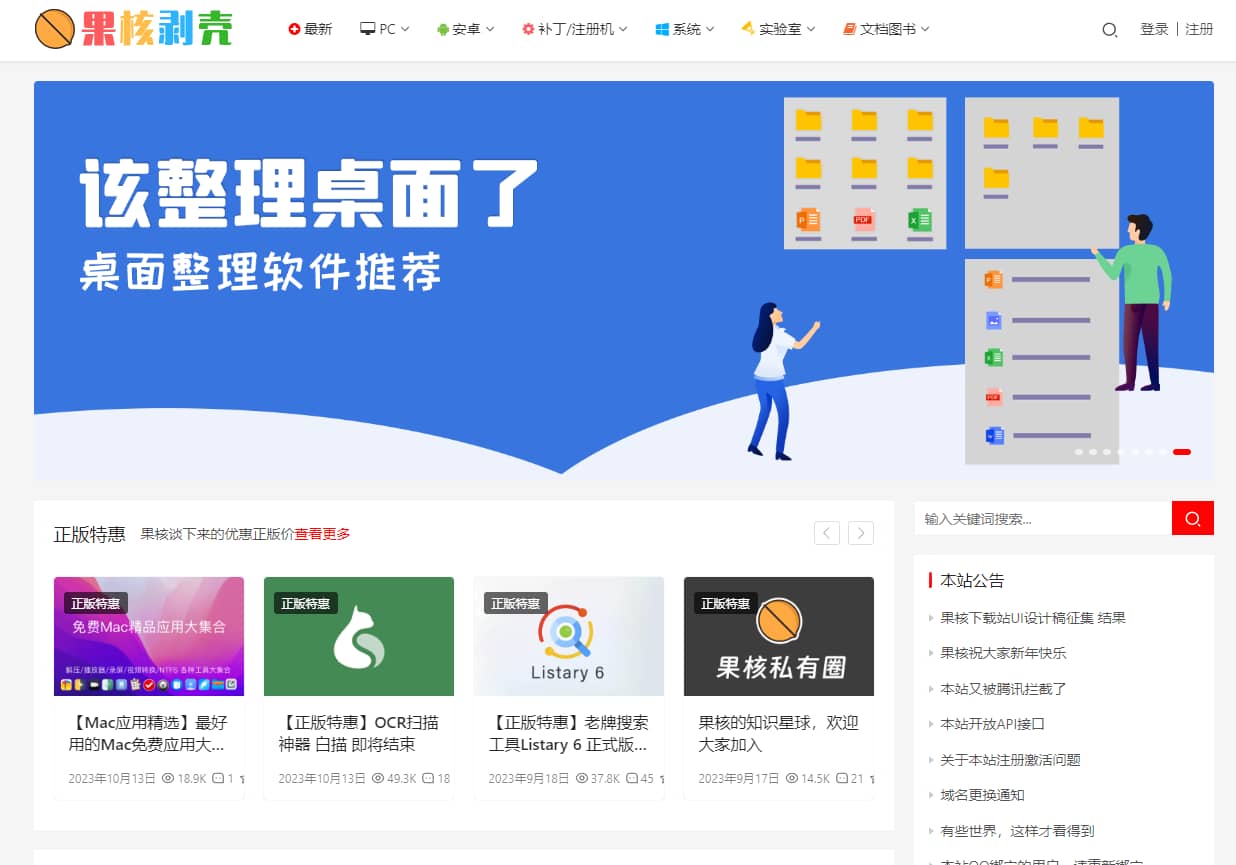 果核剥壳
最新 PC 安卓 补丁/注册机 系统 实验室 文档图书
登录 | 注册
该整理桌面了
桌面整理软件推荐
P PDF X
正版特惠 果核谈下来的优惠正版价查看更多
正版特惠
免费Mac精品应用大集合
解压/播放器/录屏/视频转换/NTFS 各种工具大集合
【Mac应用精选】最好
用的Mac免费应用大...
2023年10月13日 18.9K 1
正版特惠
【正版特惠】OCR扫描
神器 白描 即将结束
2023年10月13日 49.3K 18
正版特惠
Listary 6
【正版特惠】老牌搜索
工具Listary 6 正式版...
2023年9月18日 37.8K 45
正版特惠
果核私有圈
果核的知识星球，欢迎
大家加入
2023年9月17日 14.5K 21
输入关键词搜索...
本站公告
果核下载站UI设计稿征集 结果
果核祝大家新年快乐
本站又被腾讯拦截了
本站开放API接口
关于本站注册激活问题
域名更换通知
有些世界，这样才看得到